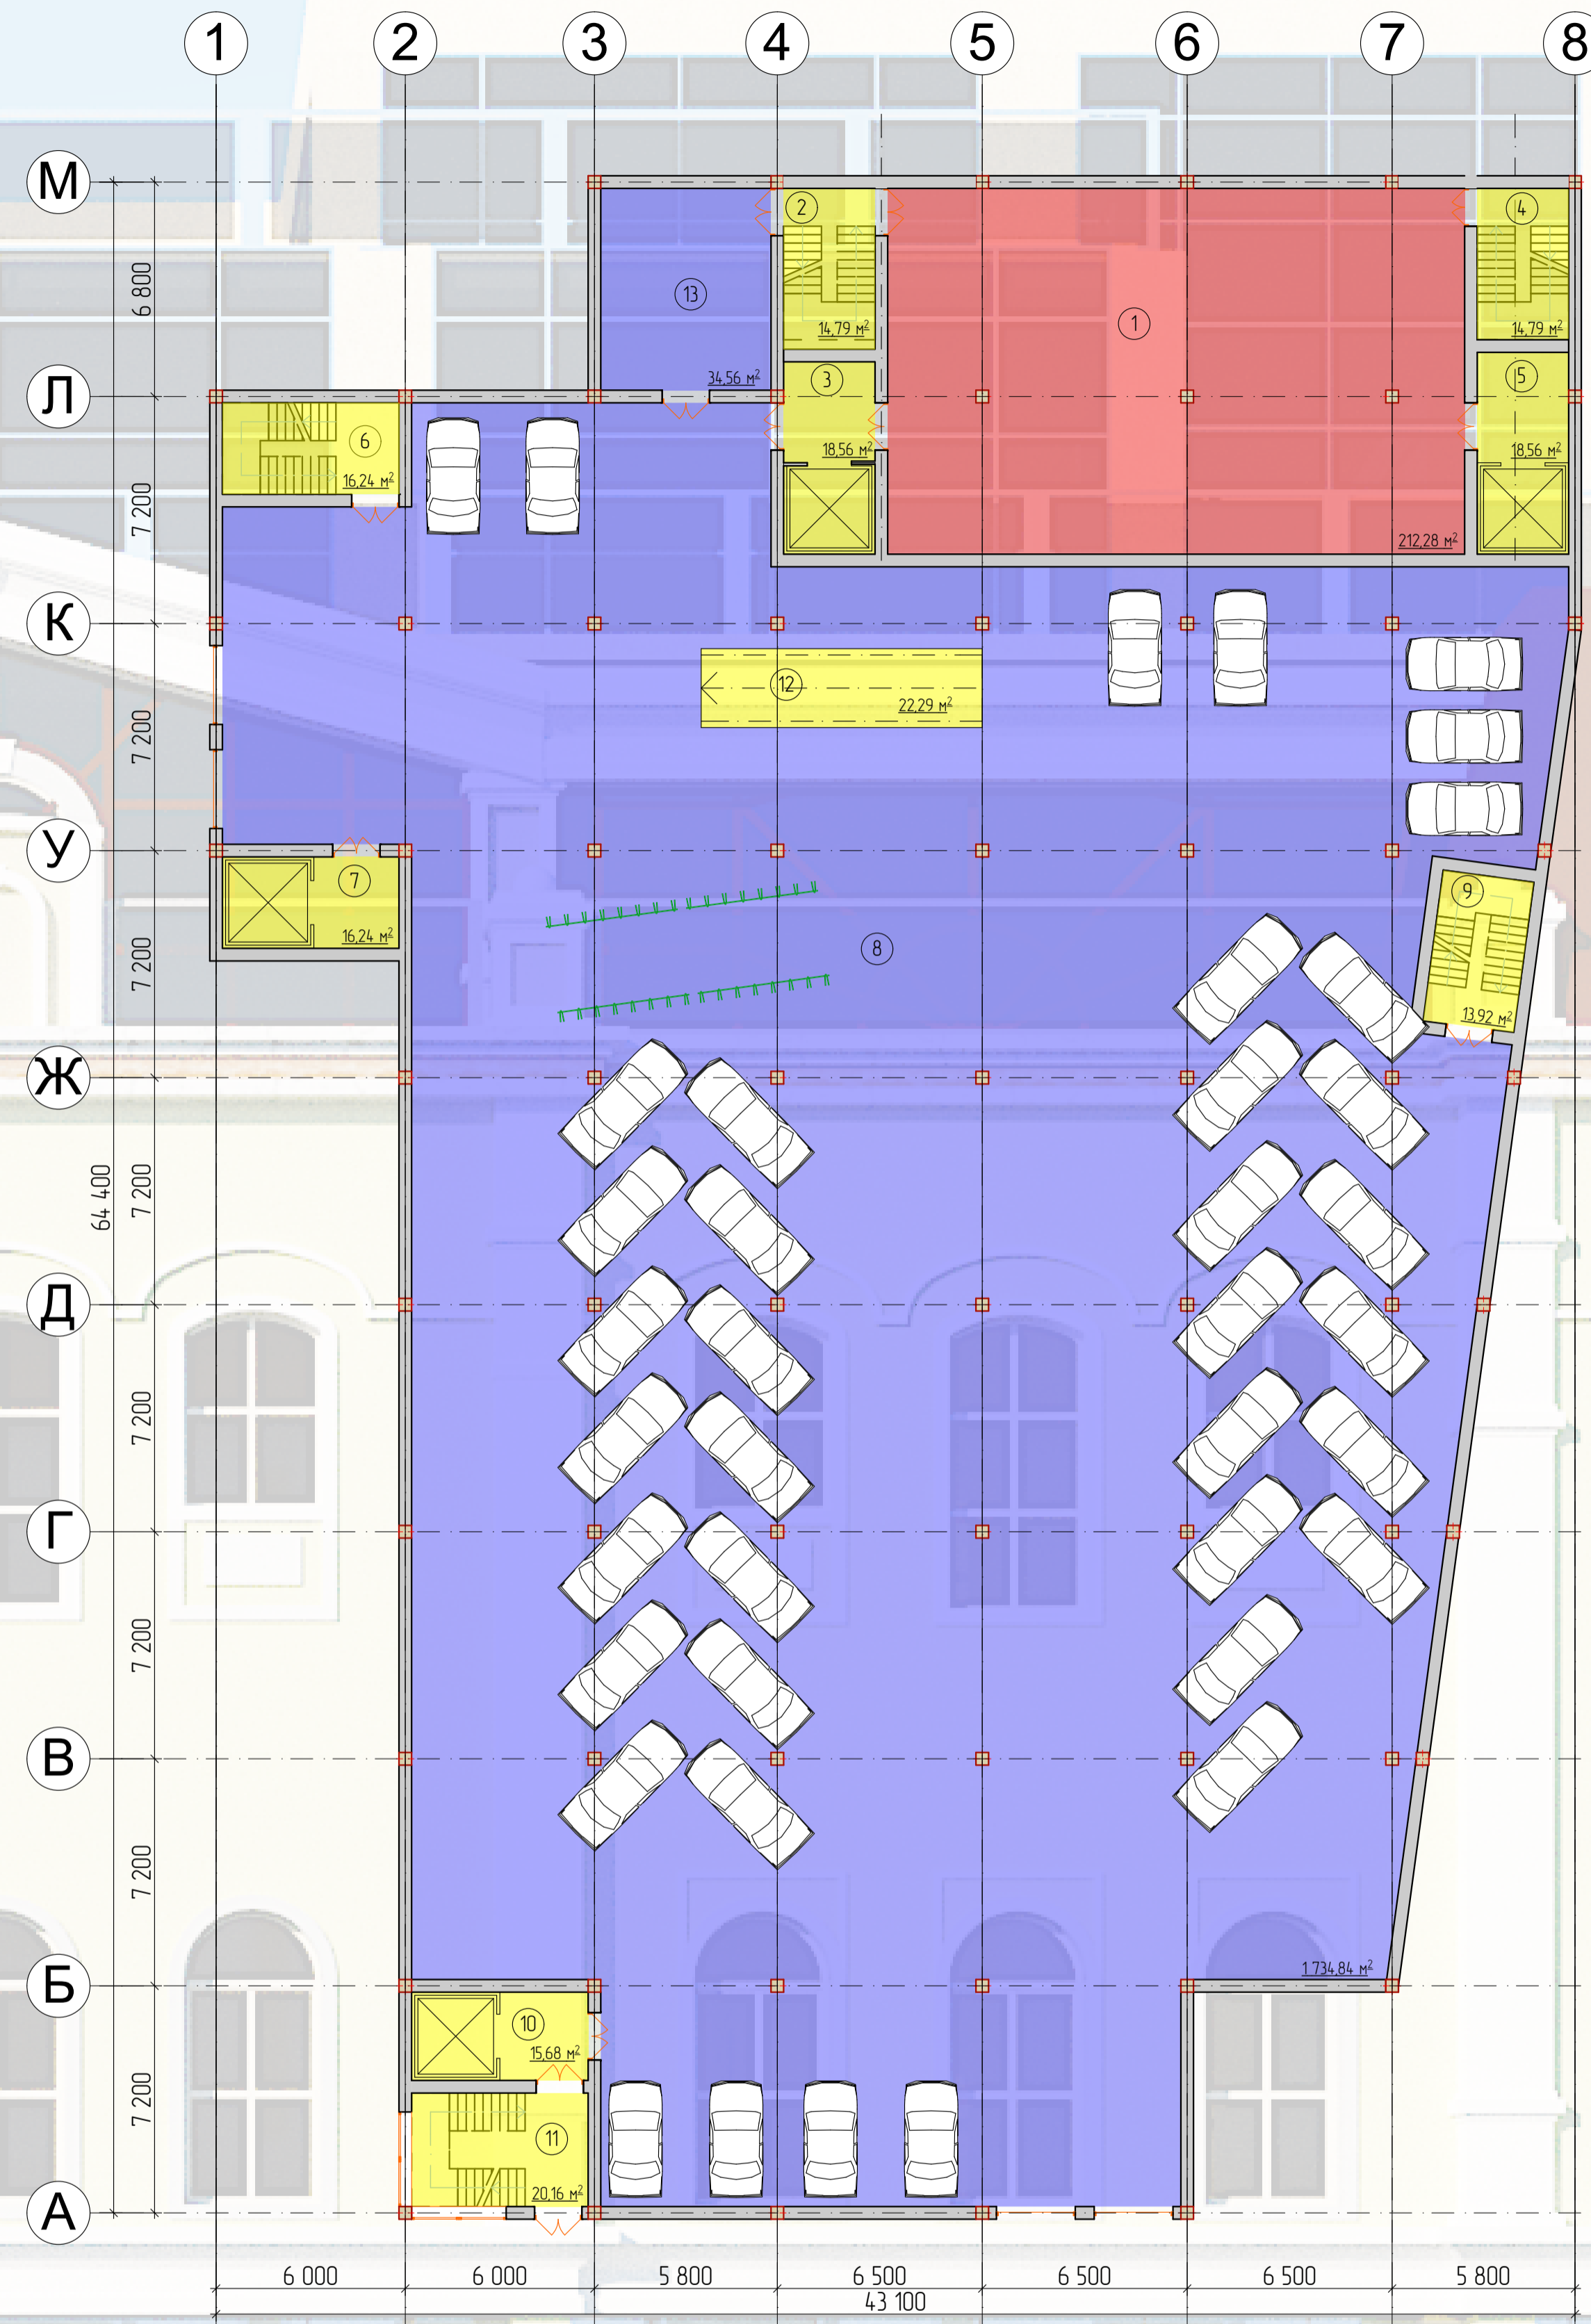 1 2 3 4 5 6 7 8
М
2
4
6 800
13
1
14,79 м²
14,79 м²
34,56 м²
3
5
Л
6
18,56 м²
18,56 м²
16,24 м²
7 200
212,28 м²
К
12
22,29 м²
7 200
У
7
9
16,24 м²
8
7 200
13,92 м²
Ж
64 400
7 200
Д
7 200
Г
7 200
В
7 200
1 734,84 м²
Б
10
15,68 м²
7 200
11
20,16 м²
А
6 000 6 000 5 800 6 500 6 500 6 500 5 800
43 100